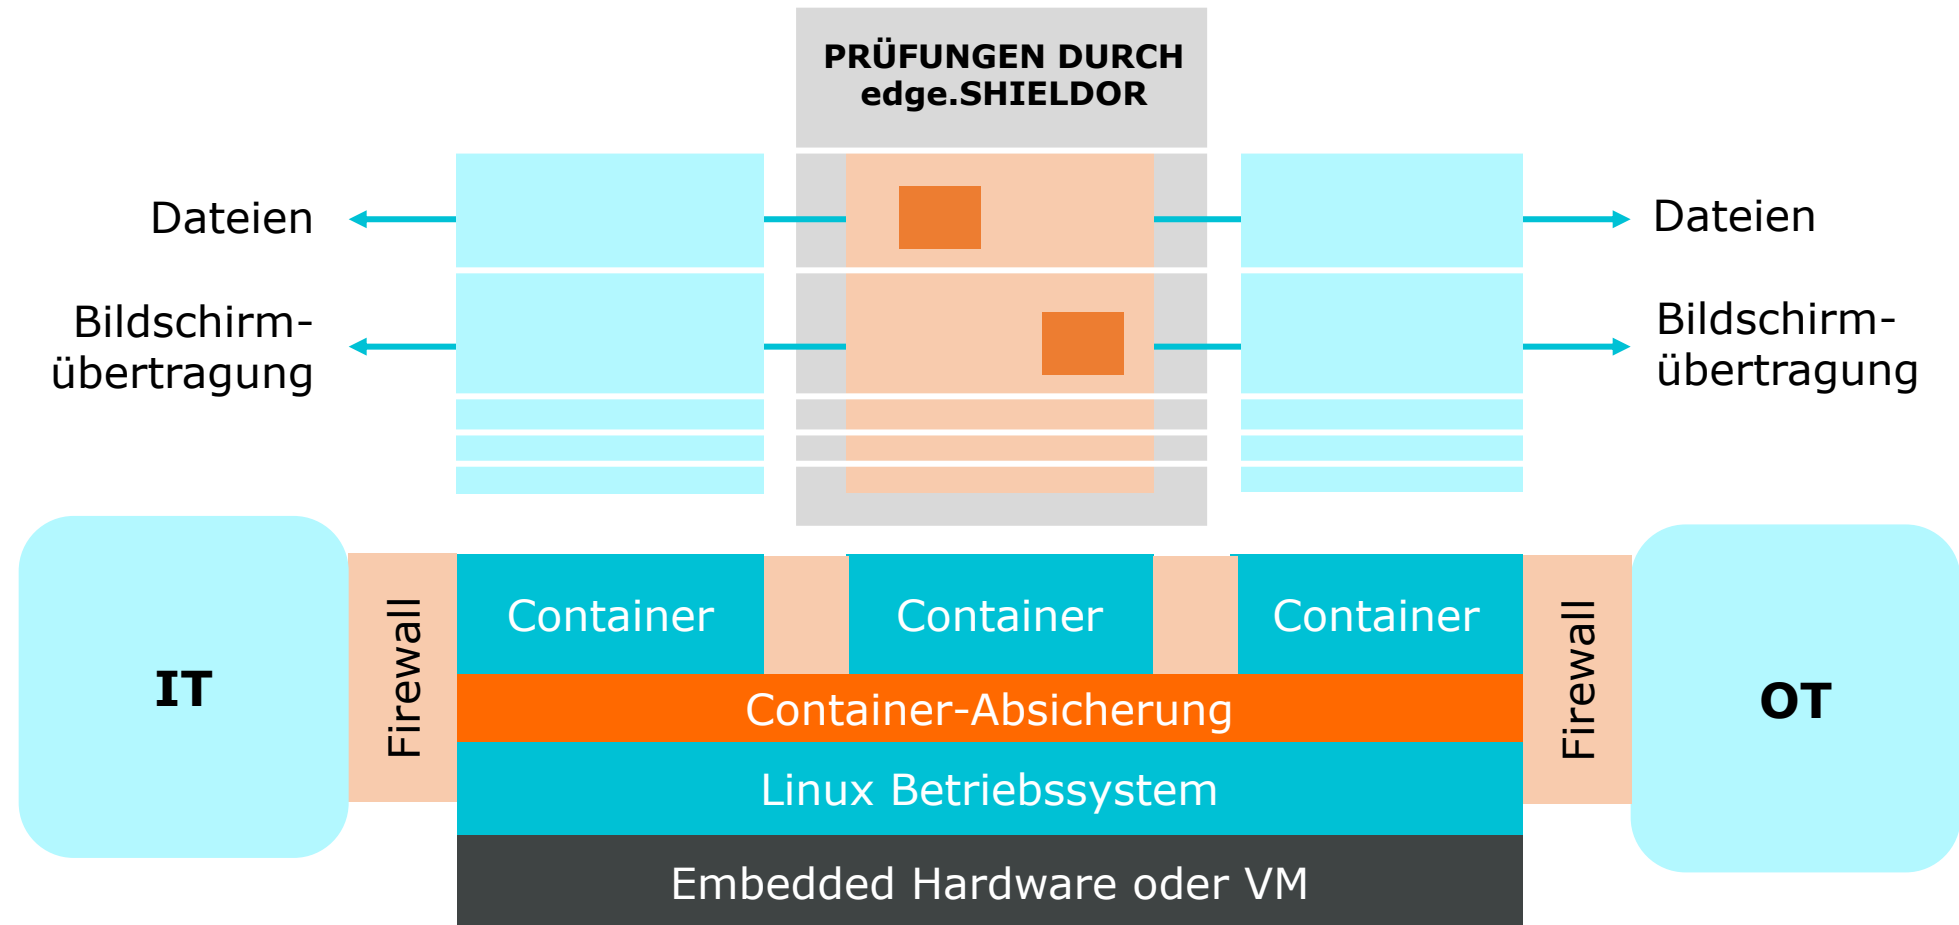 PRÜFUNGEN DURCH
edge.SHIELDOR
Dateien
Dateien
Bildschirm-
übertragung
Bildschirm-
übertragung
IT
Firewall
Container
Container
Container
Firewall
OT
Container-Absicherung
Linux Betriebssystem
Embedded Hardware oder VM